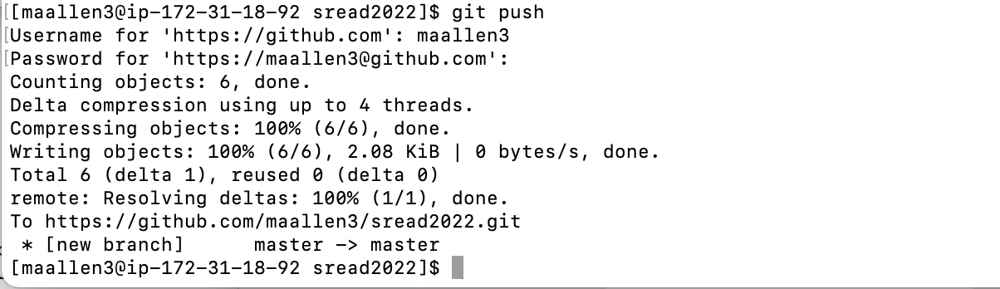 [[maallen3@ip-172-31-18-92 sread2022]$ git push
[Username for 'https://github.com': maallen3
[Password for 'https://maallen3@github.com':
Counting objects: 6, done.
Delta compression using up to 4 threads.
Compressing objects: 100% (6/6), done.
Writing objects: 100% (6/6), 2.08 KiB | 0 bytes/s, done.
Total 6 (delta 1), reused 0 (delta 0)
remote: Resolving deltas: 100% (1/1), done.
To https://github.com/maallen3/sread2022.git
 * [new branch]      master -> master
[maallen3@ip-172-31-18-92 sread2022]$